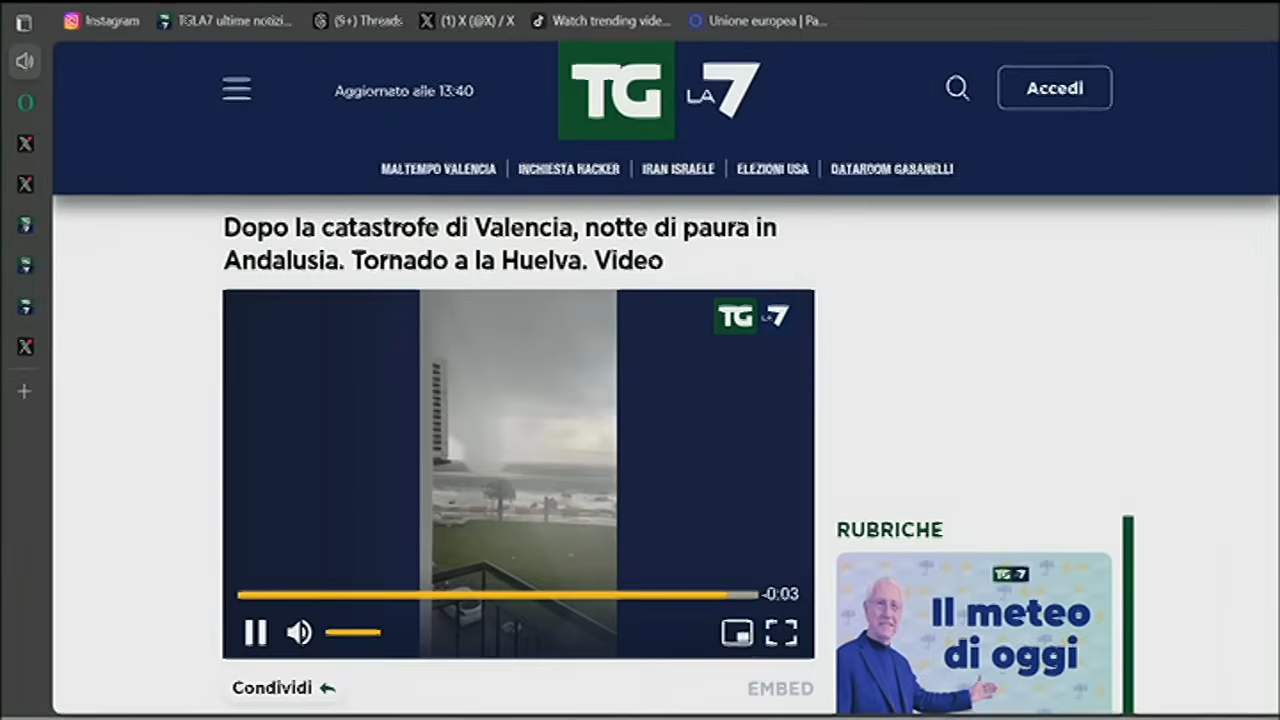 Instagram
TGLA7 ultime notizi...
(9+) Threads
(1) X (@X) / X
Watch trending vide...
Unione europea | Pa...
Aggiornato alle 13:40
TG LA7
Accedi
MALTEMPO VALENCIA
INCHIESTA HACKER
IRAN ISRAELE
ELEZIONI USA
DATAROOM GABANELLI
Dopo la catastrofe di Valencia, notte di paura in
Andalusia. Tornado a la Huelva. Video
TG LA7
-0:03
Condividi
EMBED
RUBRICHE
TG LA7
Il meteo
di oggi